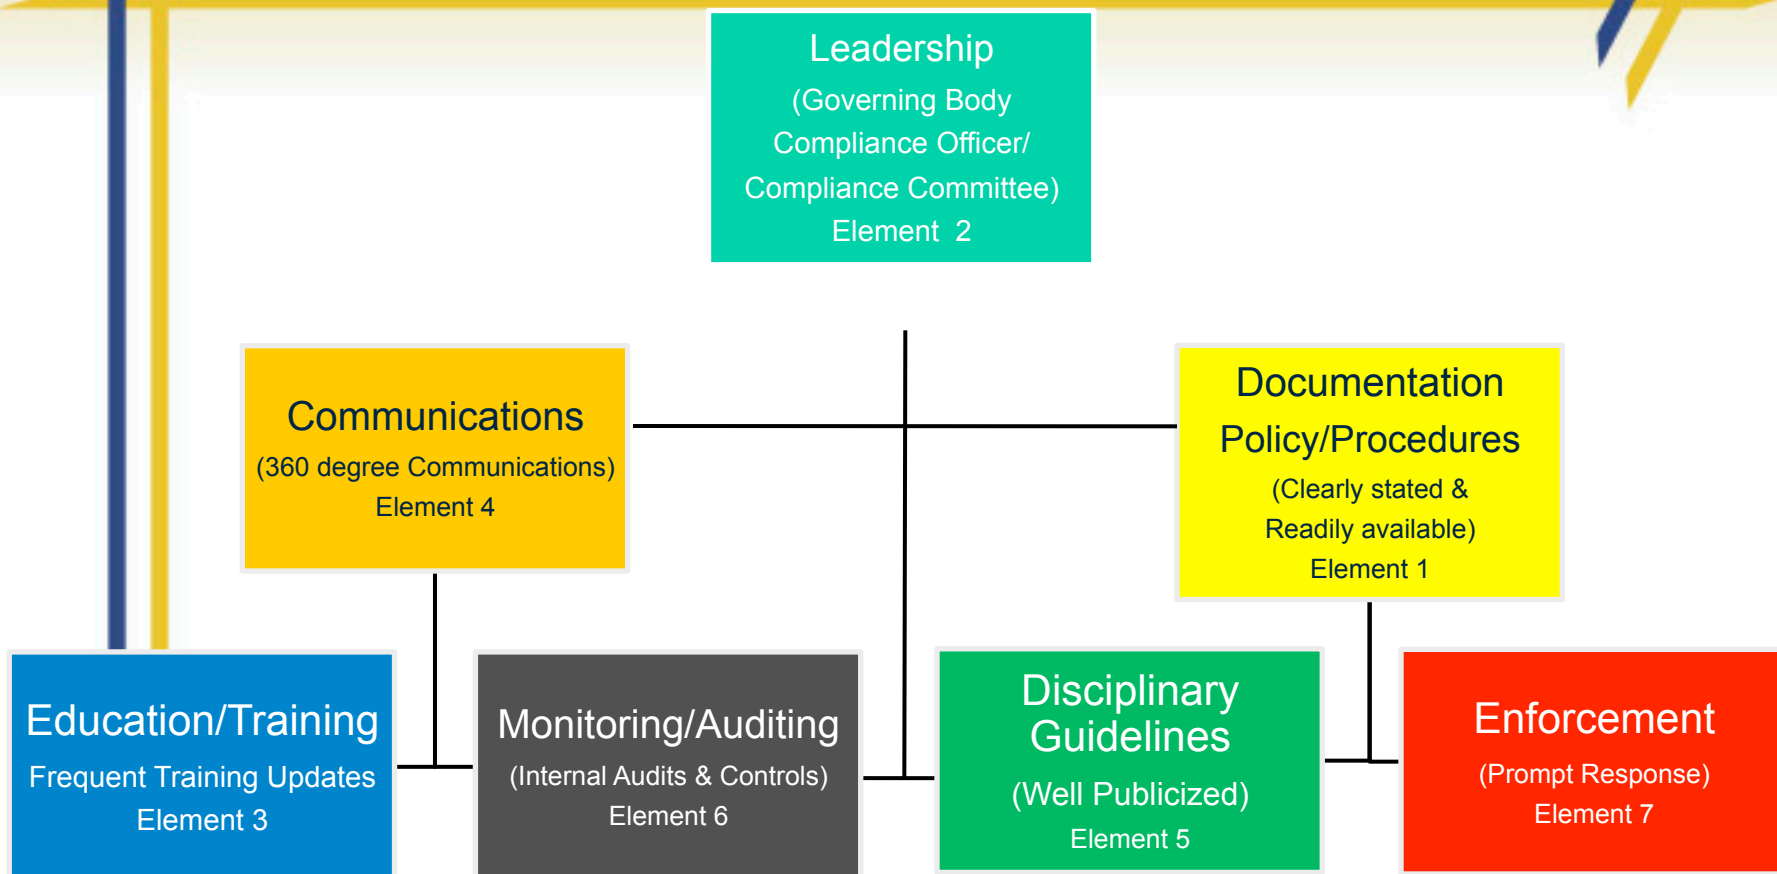 Leadership
(Governing Body
Compliance Officer/
Compliance Committee)
Element 2
Communications
(360 degree Communications)
Element 4
Documentation
Policy/Procedures
(Clearly stated &
Readily available)
Element 1
Education/Training
Frequent Training Updates
Element 3
Monitoring/Auditing
(Internal Audits & Controls)
Element 6
Disciplinary
Guidelines
(Well Publicized)
Element 5
Enforcement
(Prompt Response)
Element 7